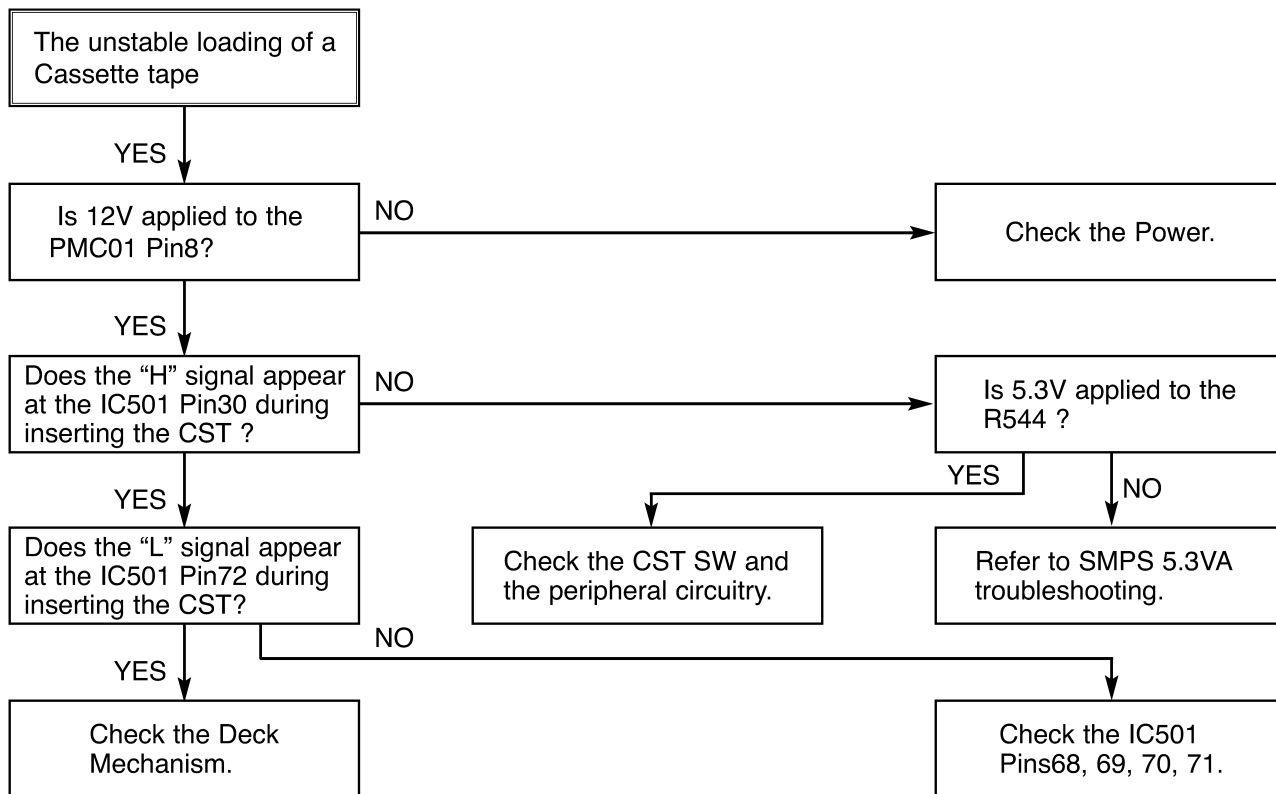 The unstable loading of a
Cassette tape
YES
Is 12V applied to the
PMC01 Pin8?
NO
Check the Power.
YES
Does the “H” signal appear
at the IC501 Pin30 during
inserting the CST ?
NO
Is 5.3V applied to the
R544 ?
YES
NO
YES
Does the “L” signal appear
at the IC501 Pin72 during
inserting the CST?
Check the CST SW and
the peripheral circuitry.
Refer to SMPS 5.3VA
troubleshooting.
NO
YES
Check the Deck
Mechanism.
Check the IC501
Pins68, 69, 70, 71.